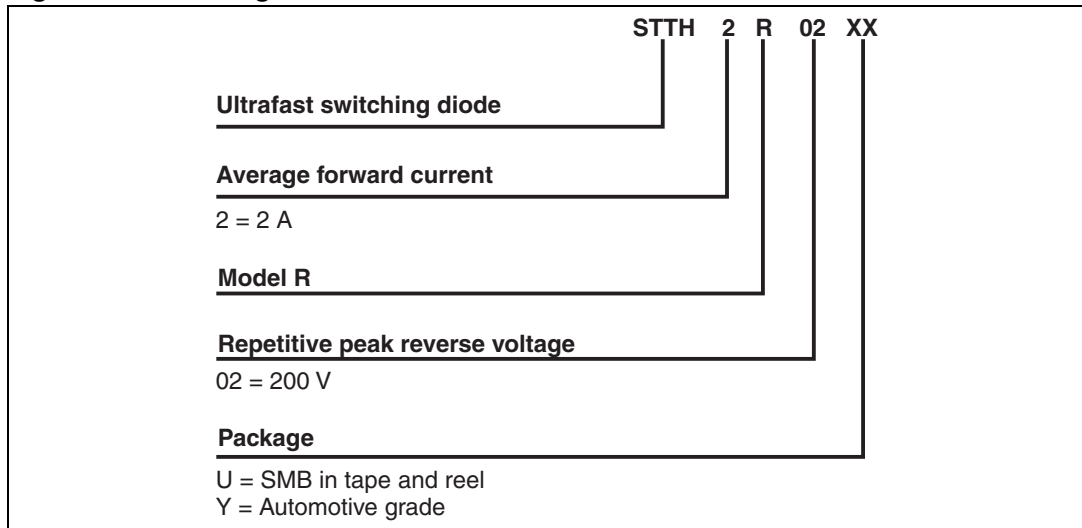 STTH 2 R 02 XX
Ultrafast switching diode
Average forward current
2 = 2 A
Model R
Repetitive peak reverse voltage
02 = 200 V
Package
U = SMB in tape and reel
Y = Automotive grade